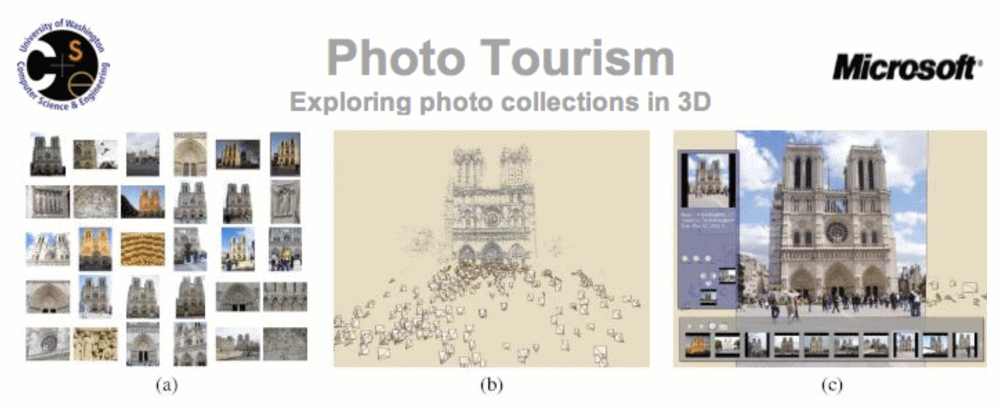 University of Washington
Computer Science & Engineering
C + s e
Photo Tourism
Exploring photo collections in 3D
Microsoft®
(a)
(b)
(c)